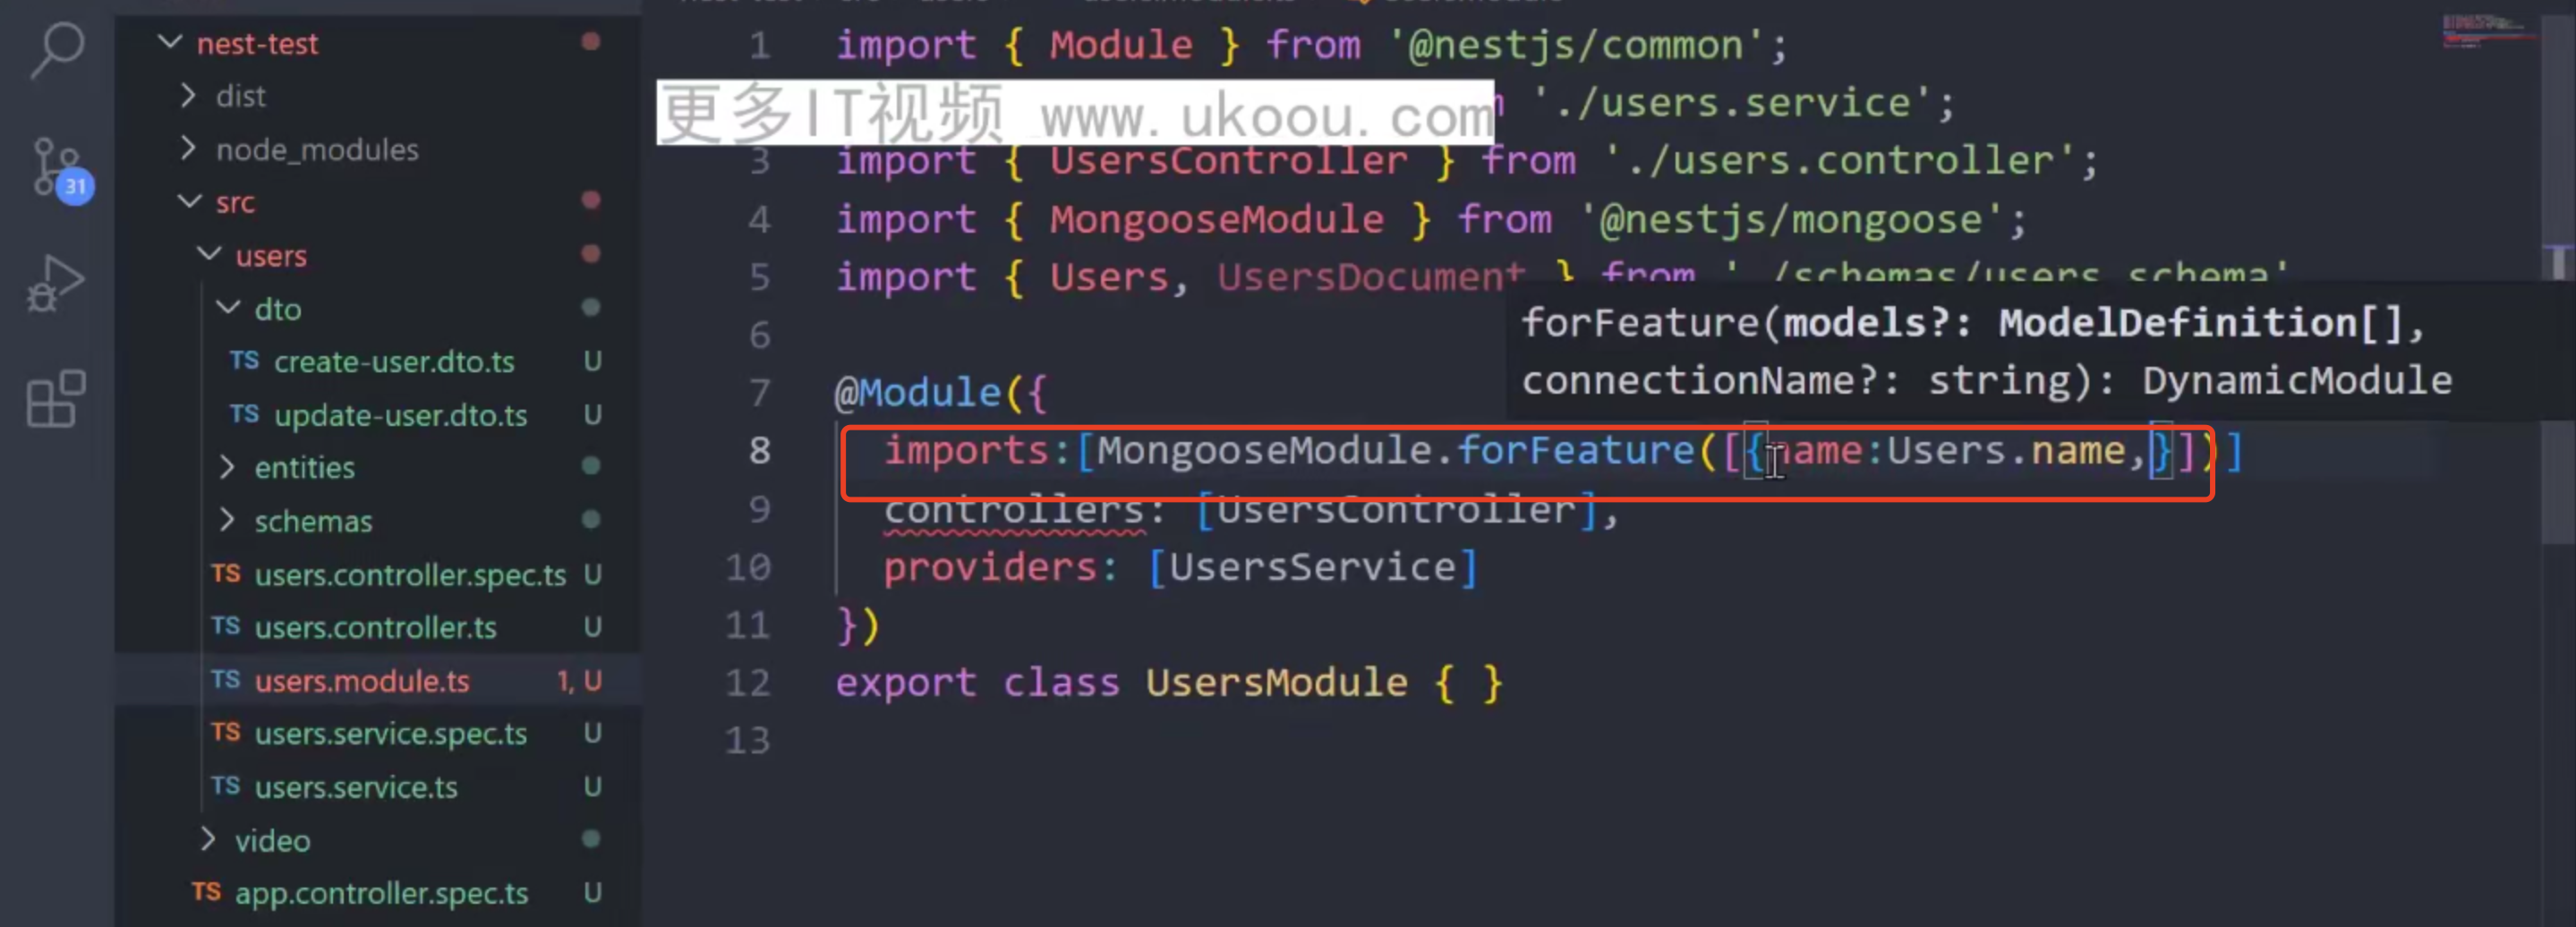 nest-test
dist
node_modules
src
users
dto
TS create-user.dto.ts U
TS update-user.dto.ts U
entities
schemas
TS users.controller.spec.ts U
TS users.controller.ts U
TS users.module.ts 1, U
TS users.service.spec.ts U
TS users.service.ts U
video
TS app.controller.spec.ts U
31
1 import { Module } from '@nestjs/common';
更多IT视频 www.ukoou.com './users.service';
3 import { UsersController } from './users.controller';
4 import { MongooseModule } from '@nestjs/mongoose';
5 import { Users, UsersDocument } from './schemas/users.schema'
forFeature(models?: ModelDefinition[],
connectionName?: string): DynamicModule
6
7 @Module({
8 imports:[MongooseModule.forFeature([{name:Users.name,}])]
9 controllers: [UsersController],
10 providers: [UsersService]
11 })
12 export class UsersModule { }
13